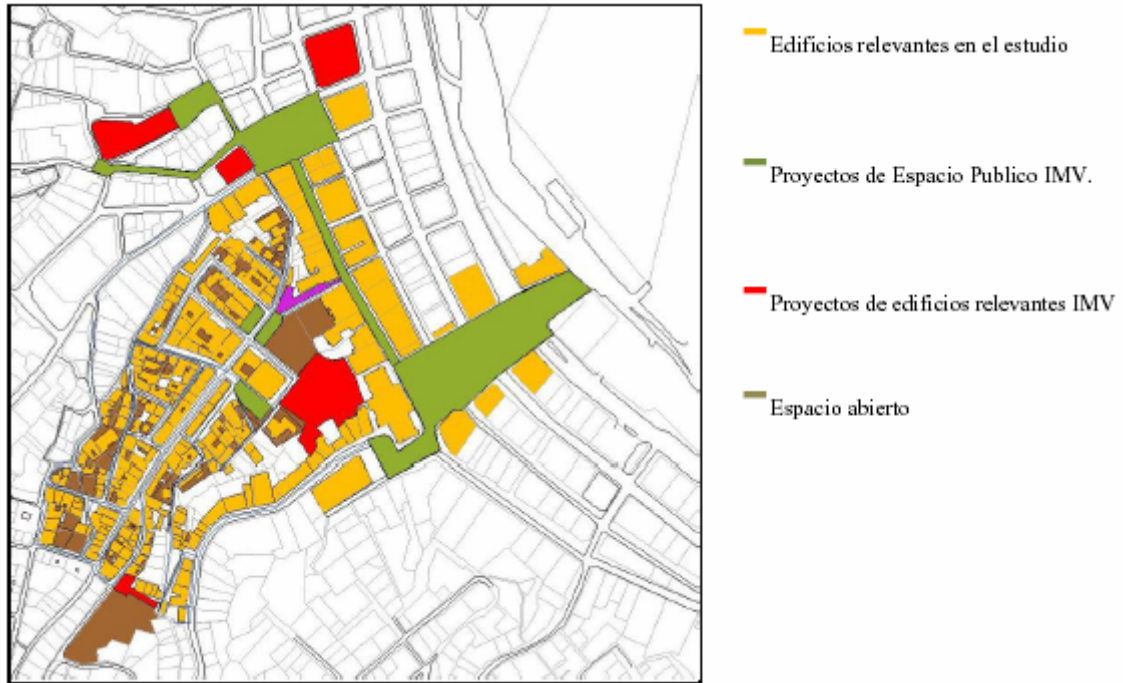 Edificios relevantes en el estudio
Proyectos de Espacio Publico IMV.
Proyectos de edificios relevantes IMV
Espacio abierto